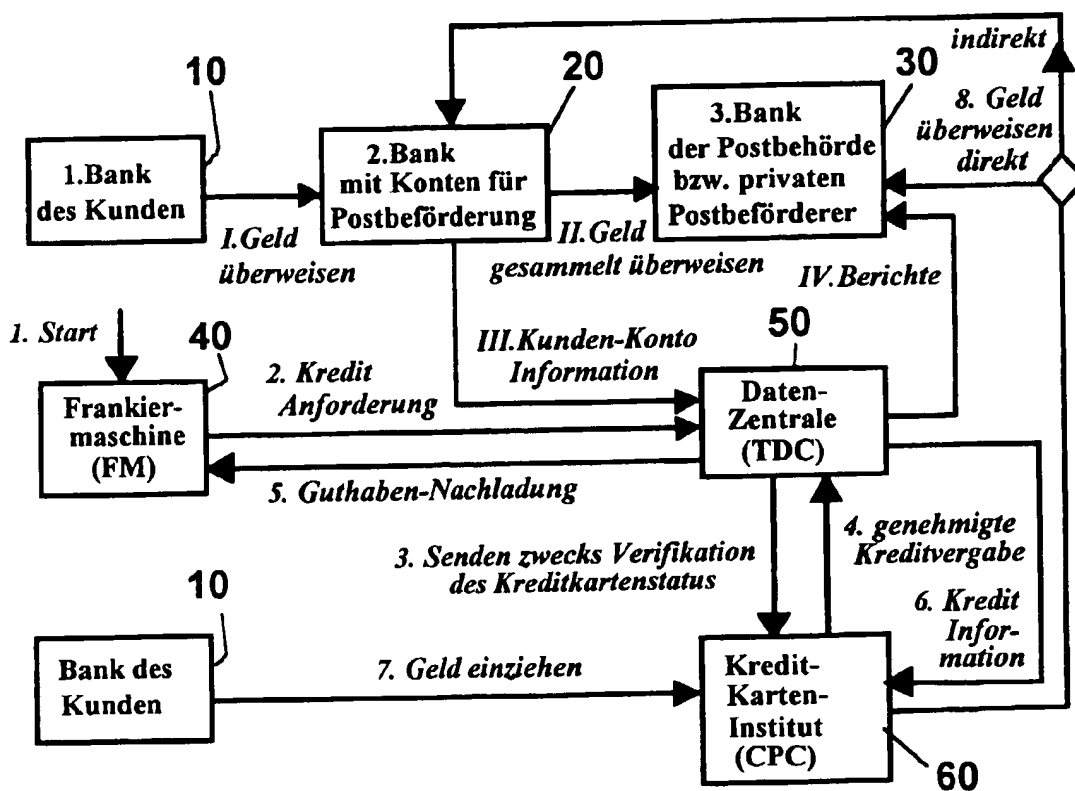 indirekt
10
20
30
8. Geld
überweisen
direkt
1.Bank
des Kunden
2.Bank
mit Konten für
Postbeförderung
3.Bank
der Postbehörde
bzw. privaten
Postbeförderer
I.Geld
überweisen
II.Geld
gesammelt überweisen
IV.Berichte
1. Start
40
2. Kredit
Anforderung
III.Kunden-Konto
Information
50
Frankier-
maschine
(FM)
Daten-
Zentrale
(TDC)
5. Guthaben-Nachladung
3. Senden zwecks Verifikation
des Kreditkartenstatus
4. genehmigte
Kreditvergabe
6. Kredit
Infor-
mation
10
Bank des
Kunden
7. Geld einziehen
Kredit-
Karten-
Institut
(CPC)
60